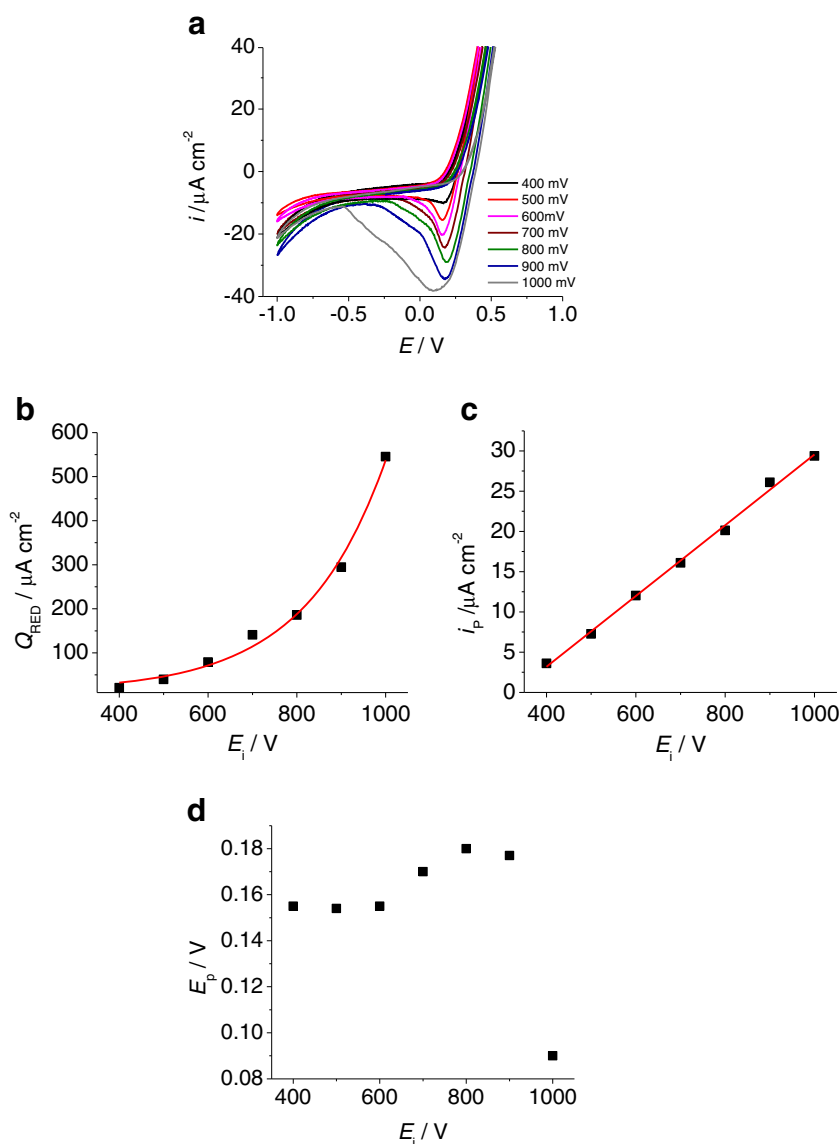 a
40
20
0
-20
-40
i /µA cm-2
-1.0 -0.5 0.0 0.5 1.0
E / V
400 mV
500 mV
600mV
700 mV
800 mV
900 mV
1000 mV
b
600
500
400
300
200
100
QRED / µA cm-2
400 600 800 1000
Ei / V
c
30
25
20
15
10
5
0
iP /µA cm-2
400 600 800 1000
Ei / V
d
0.18
0.16
0.14
0.12
0.10
0.08
Ep / V
400 600 800 1000
Ei / V